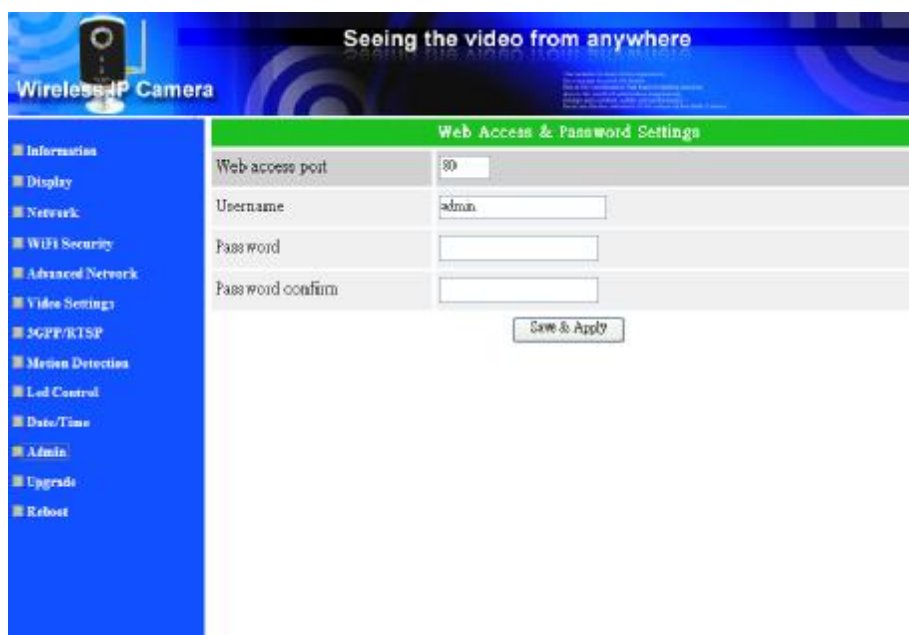 Seeing the video from anywhere
Wireless IP Camera
Information
Display
Network
WiFi Security
Advanced Network
Video Settings
3GPP/RTSP
Motion Detection
Led Control
Date/Time
Admin
Upgrade
Reboot
Web Access & Password Settings
Web access port 80
Username admin
Password
Password confirm
Save & Apply